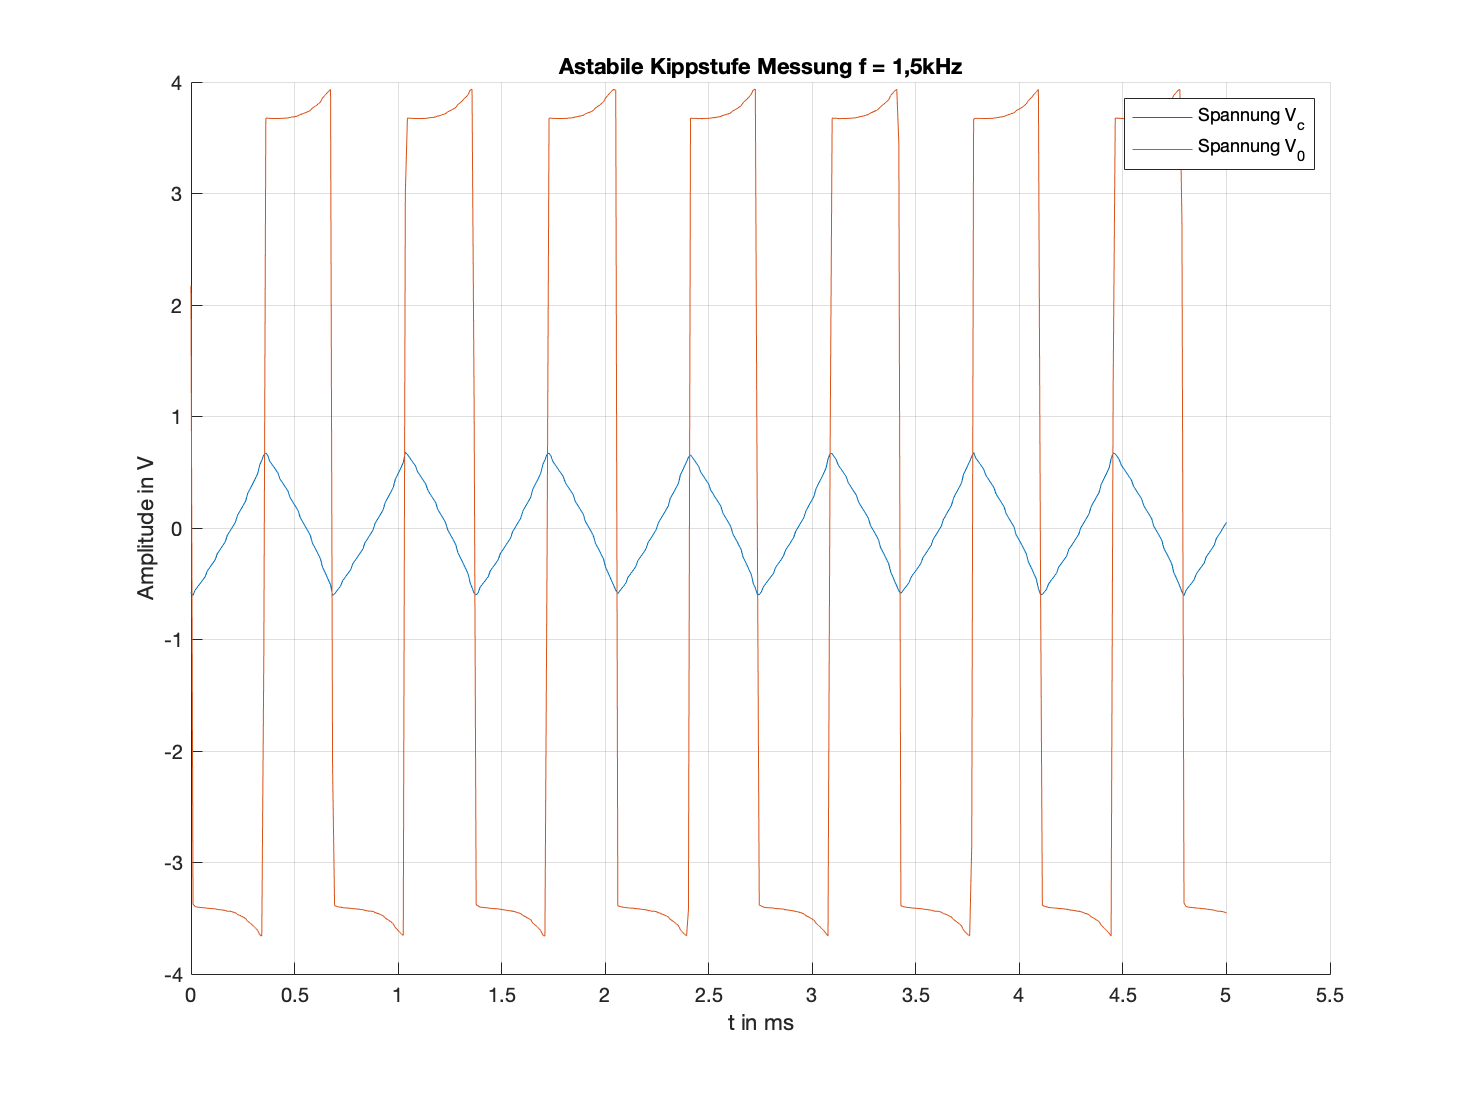 Astabile Kippstufe Messung f = 1,5kHz
Spannung V_c
Spannung V_0
Amplitude in V
4
3
2
1
0
-1
-2
-3
-4
0 0.5 1 1.5 2 2.5 3 3.5 4 4.5 5 5.5
t in ms